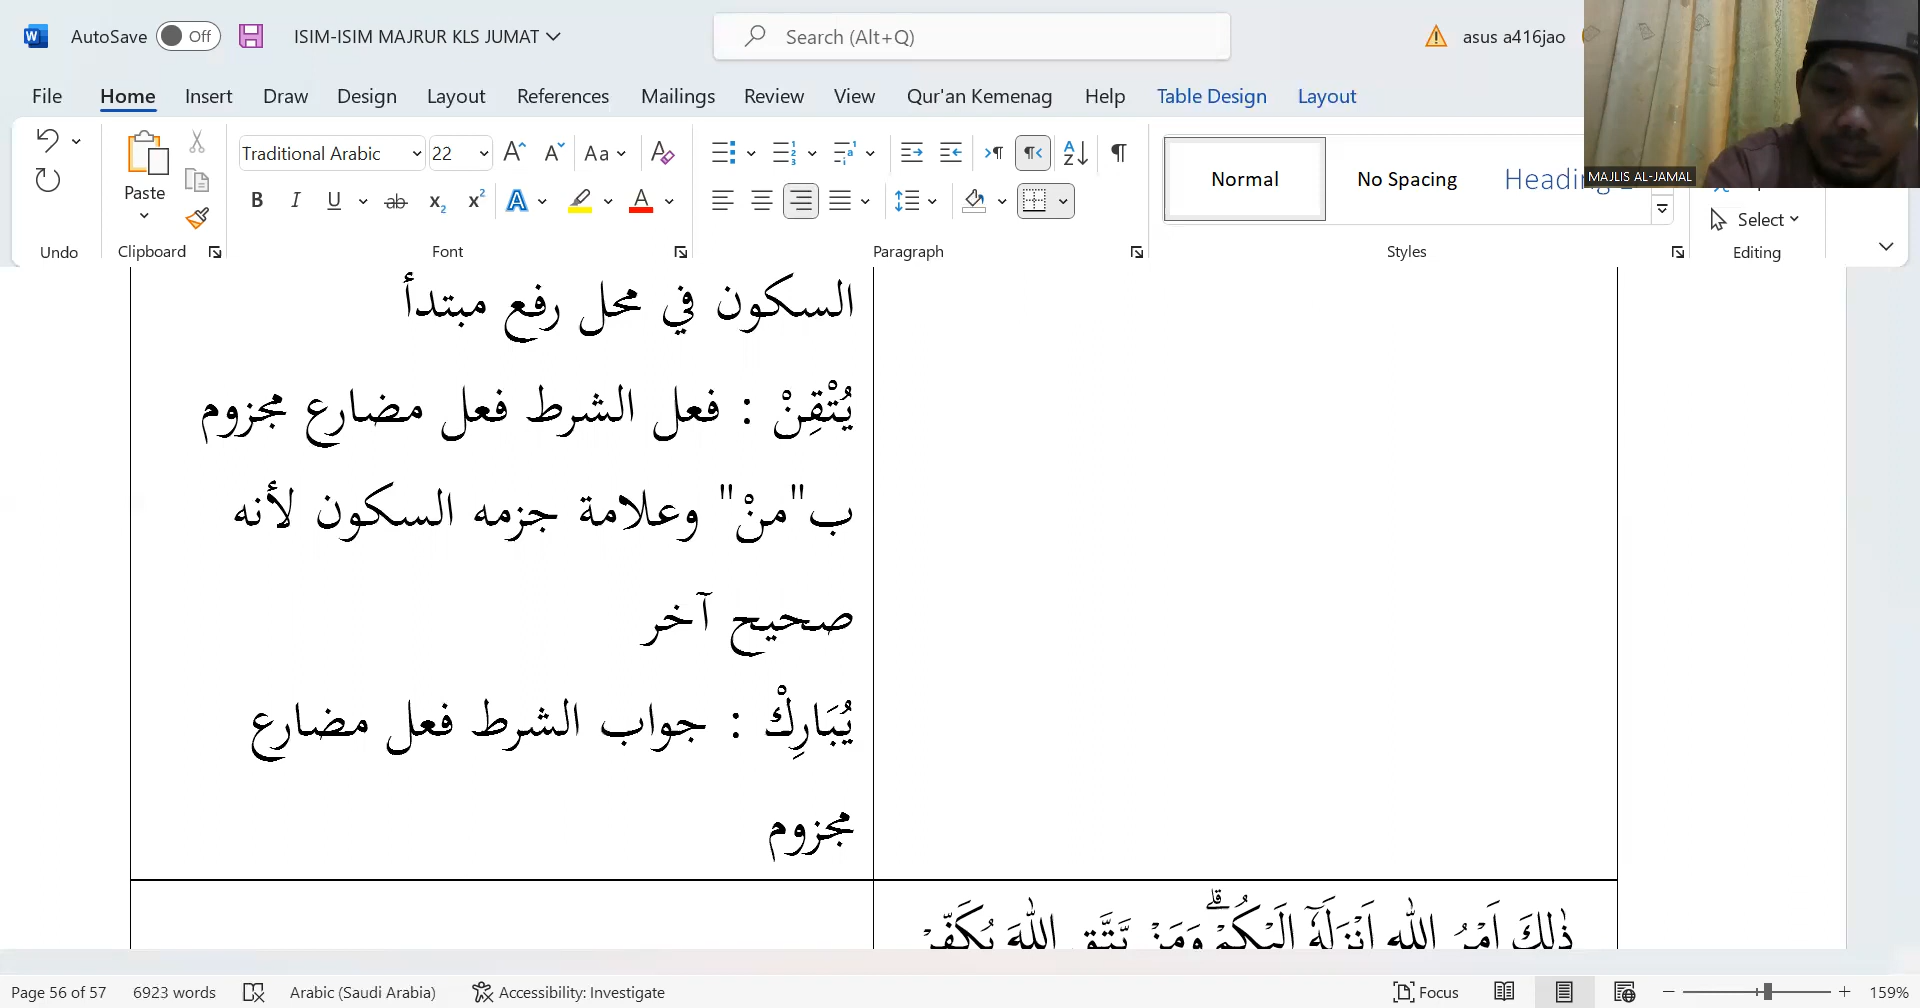 AutoSave Off ISIM-ISIM MAJRUR KLS JUMAT Search (Alt+Q) asus a416jao
File Home Insert Draw Design Layout References Mailings Review View Qur'an Kemenag Help Table Design Layout
MAJLIS AL-JAMAL
Traditional Arabic 22
Paste
Normal No Spacing
Select
Undo Clipboard Font Paragraph Styles Editing
السكون في محل رفع مبتدأ
يُتْقِنْ : فعل الشرط فعل مضارع مجزوم
ب"منْ" وعلامة جزمه السكون لأنه
صحيح آخر
يُبَارِكْ : جواب الشرط فعل مضارع
مجزوم
ذٰلِكَ اَمْرُ اللّٰهِ اَنْزَلَهٗٓ اِلَيْكُمْۗ وَمَنْ يَّتَّقِ اللّٰهَ يُكَفِّرْ
Page 56 of 57 6923 words Arabic (Saudi Arabia) Accessibility: Investigate Focus 159%